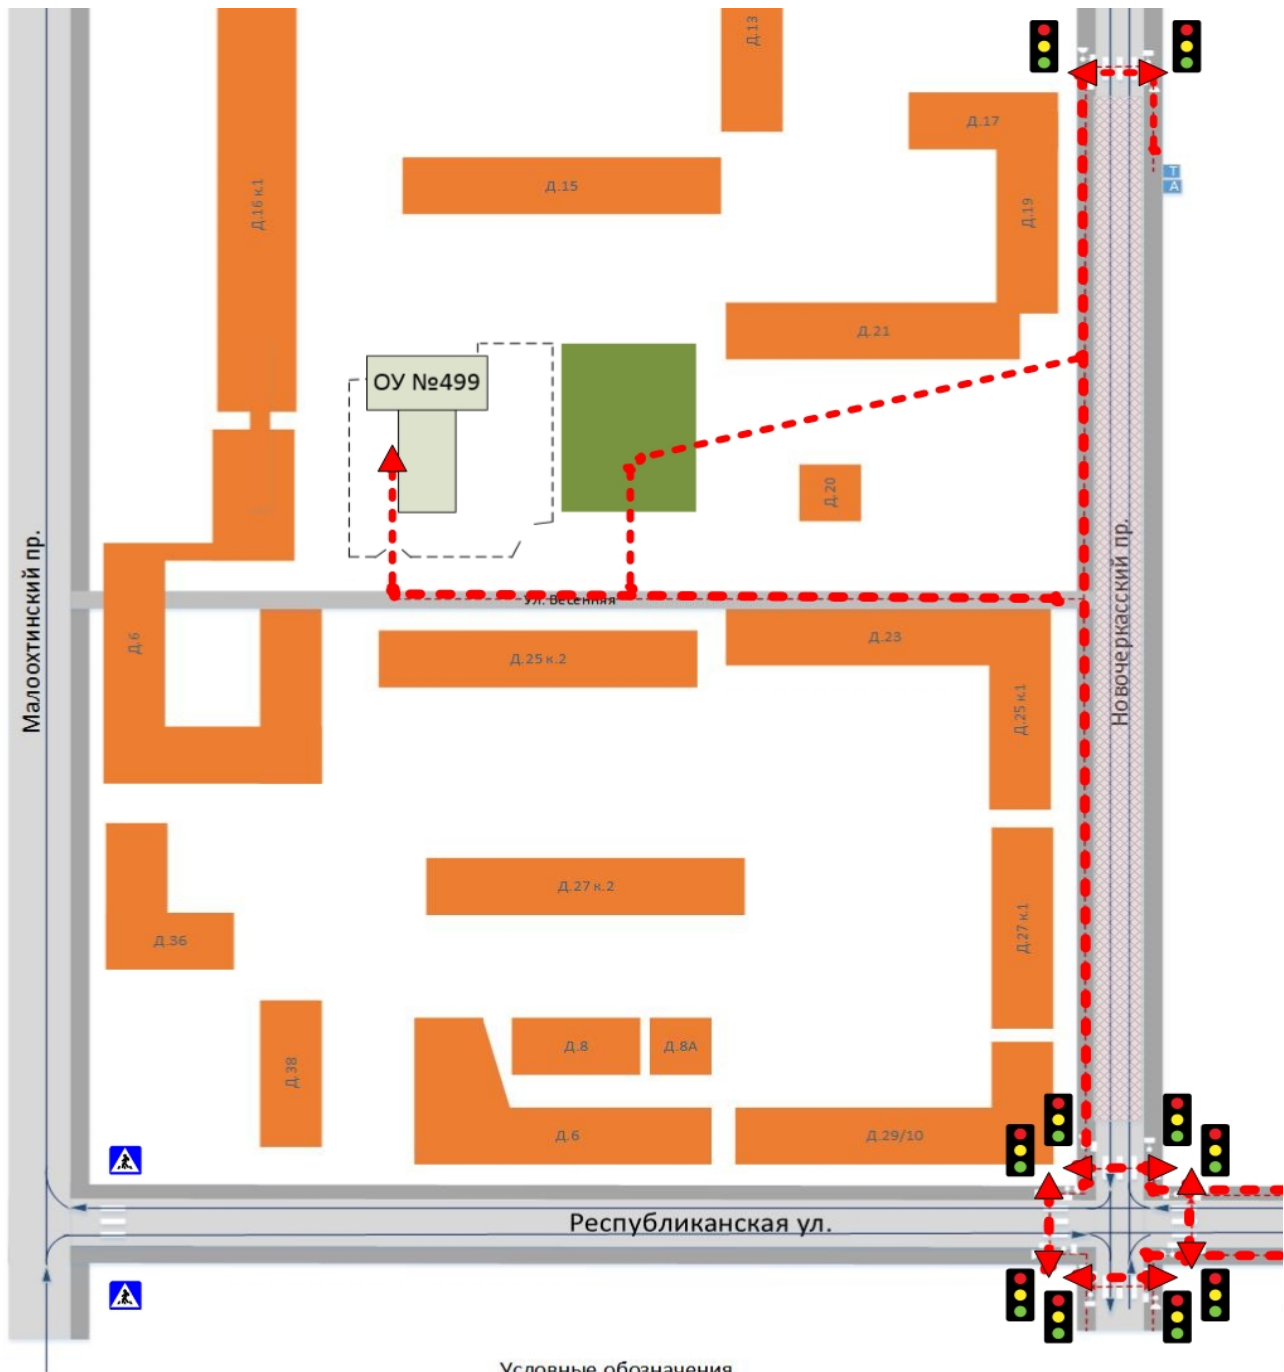 Д.13
Д.17
Д.15
Д.16 к.1
Т
А
Д.19
Д.21
ОУ №499
Д.20
Малоохтинский пр.
Новочеркасский пр.
Ул. Весенняя
Д.6
Д.25 к.2
Д.23
Д.25 к.1
Д.27 к.2
Д.27 к.1
Д.36
Д.38
Д.8
Д.8А
Д.6
Д.29/10
Республиканская ул.
Условные обозначения